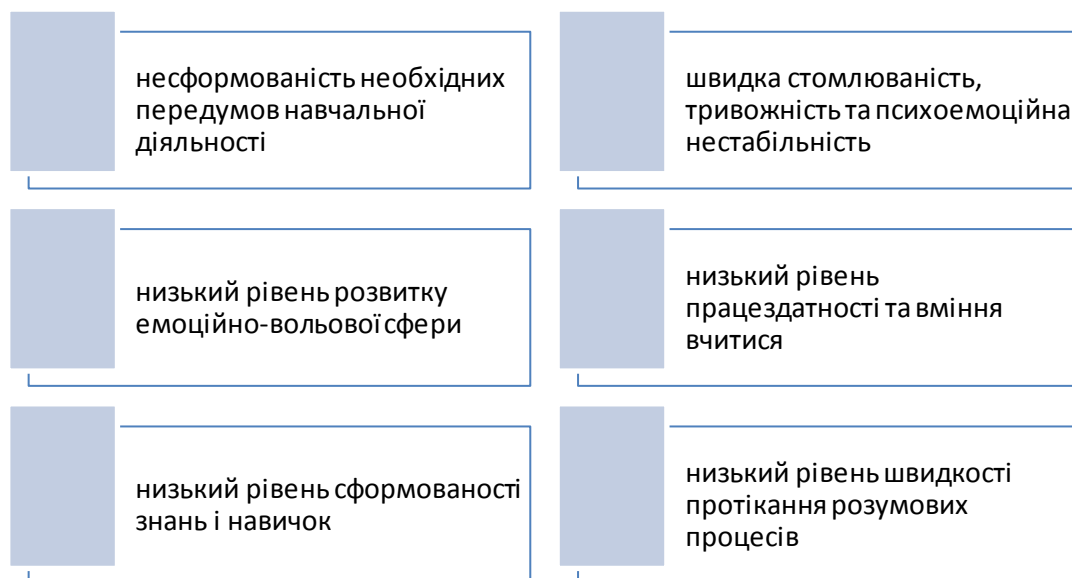 несформованість необхідних
передумов навчальної
діяльності
швидка стомлюваність,
тривожність та психоемоційна
нестабільність
низький рівень розвитку
емоційно-вольової сфери
низький рівень
працездатності та вміння
вчитися
низький рівень сформованості
знань і навичок
низький рівень швидкості
протікання розумових
процесів